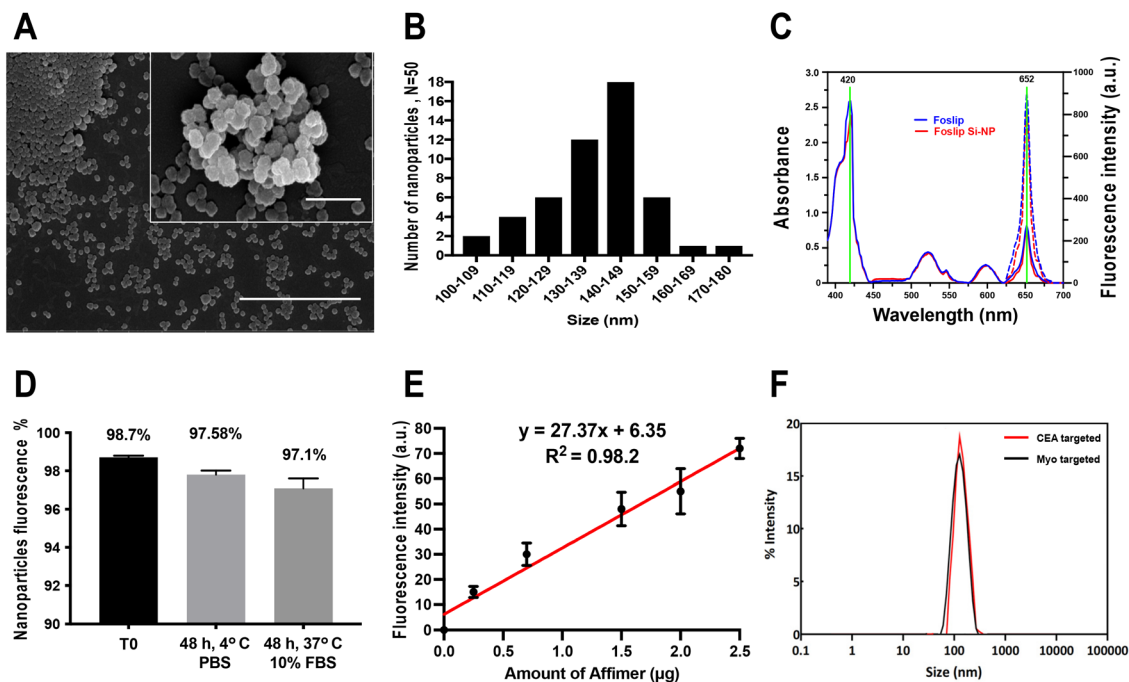 A
B
Number of nanoparticles , N=50
18
16
14
12
10
8
6
4
2
100-109
110-119
120-129
130-139
140-149
150-159
160-169
170-180
Size (nm)
C
420
652
Absorbance
3.0
2.5
2.0
1.5
1.0
0.5
0.0
Foslip
Foslip Si-NP
Fluorescence intensity (a.u.)
1000
800
600
400
200
0
400
450
500
550
600
650
700
Wavelength (nm)
D
Nanoparticles fluorescence %
100
98
96
94
92
90
98.7%
97.58%
97.1%
T0
48 h, 4º C
PBS
48 h, 37º C
10% FBS
E
Fluorescence intensity (a.u.)
80
70
60
50
40
30
20
10
0
y = 27.37x + 6.35
R² = 0.98.2
0.0
0.5
1.0
1.5
2.0
2.5
Amount of Affimer (µg)
F
% Intensity
20
15
10
5
0
CEA targeted
Myo targeted
0.1
1
10
100
1000
10000
100000
Size (nm)